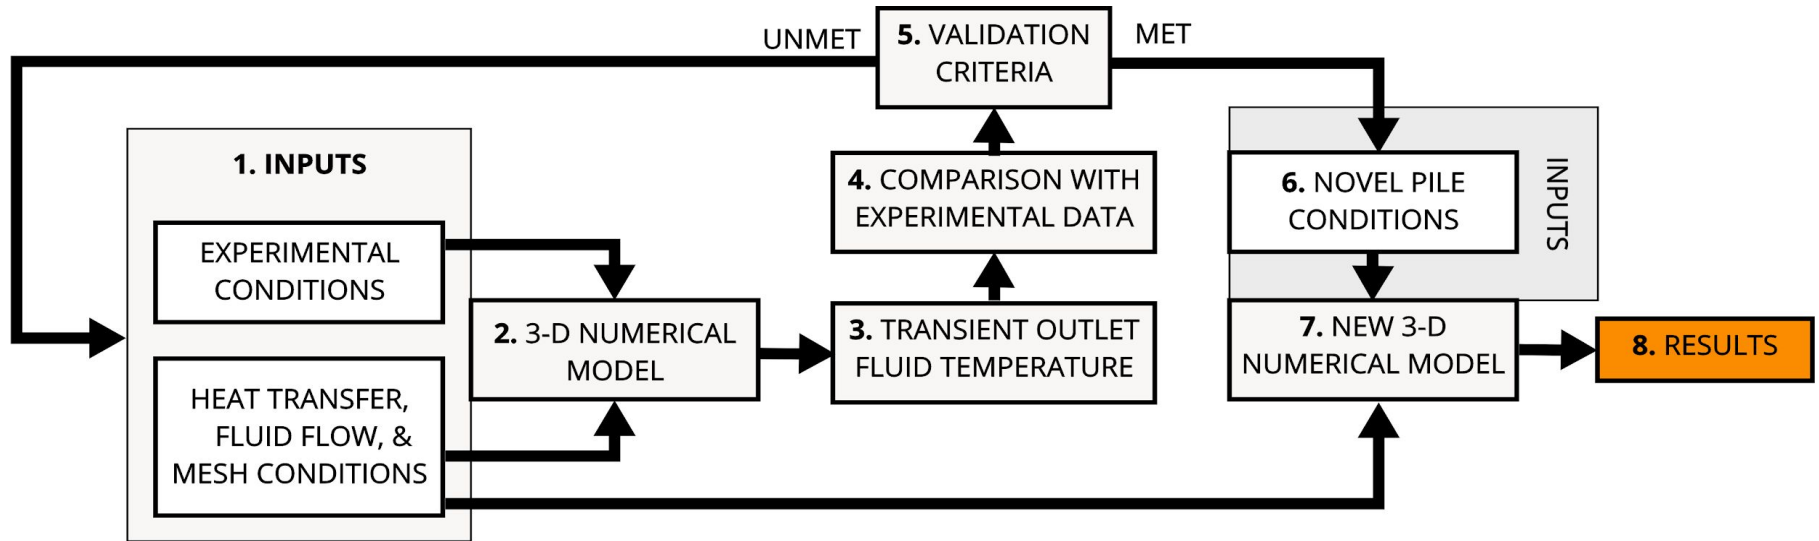 UNMET
5. VALIDATION
CRITERIA
MET
1. INPUTS
EXPERIMENTAL
CONDITIONS
HEAT TRANSFER,
FLUID FLOW, &
MESH CONDITIONS
2. 3-D NUMERICAL
MODEL
3. TRANSIENT OUTLET
FLUID TEMPERATURE
4. COMPARISON WITH
EXPERIMENTAL DATA
INPUTS
6. NOVEL PILE
CONDITIONS
7. NEW 3-D
NUMERICAL MODEL
8. RESULTS